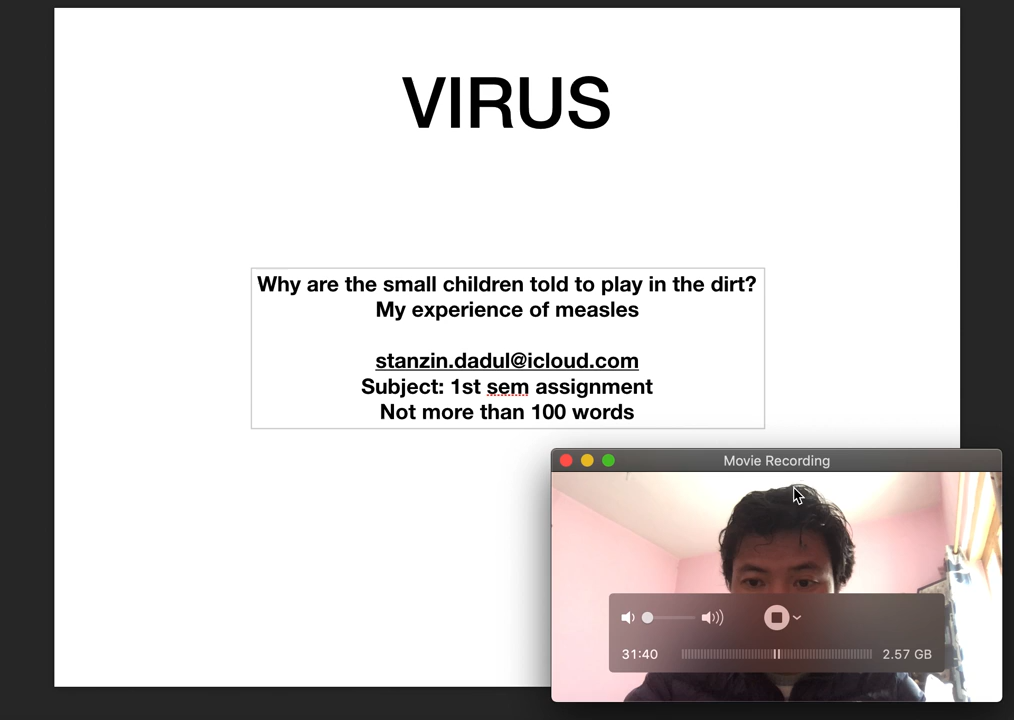 VIRUS
Why are the small children told to play in the dirt?
My experience of measles
stanzin.dadul@icloud.com
Subject: 1st sem assignment
Not more than 100 words
Movie Recording
31:40
2.57 GB